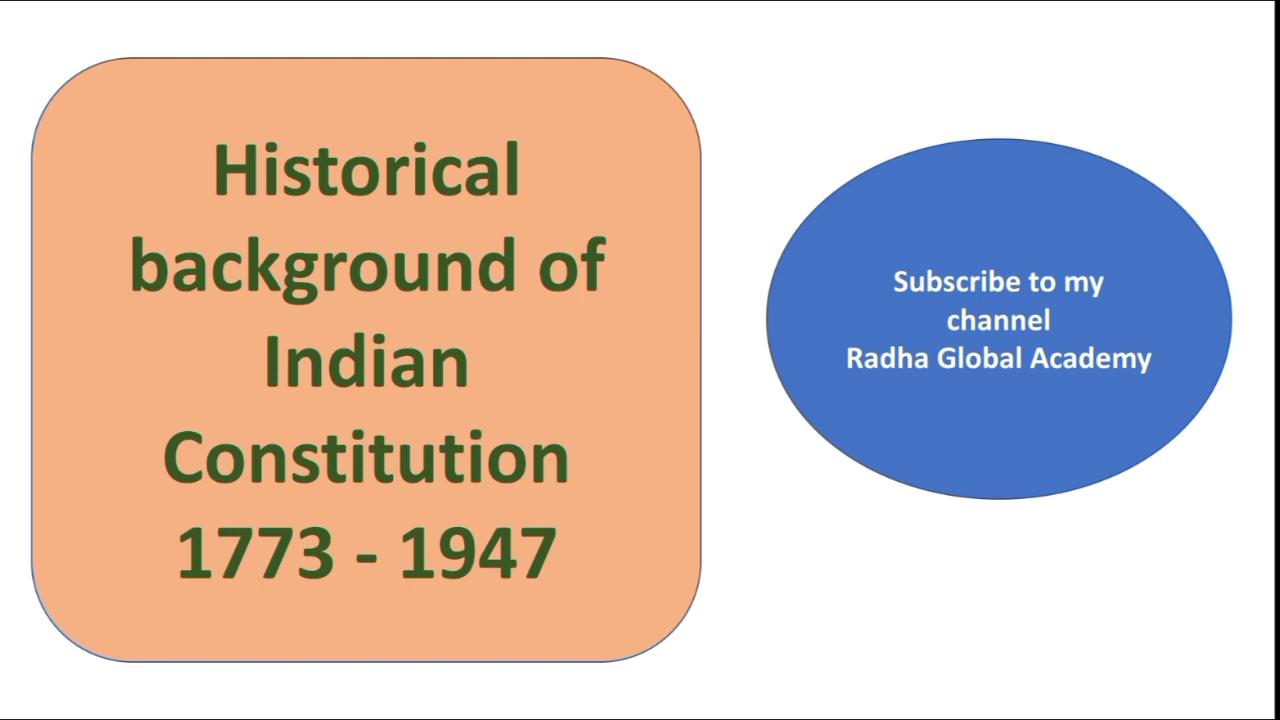 Historical
background of
Indian
Constitution
1773 - 1947
Subscribe to my
channel
Radha Global Academy